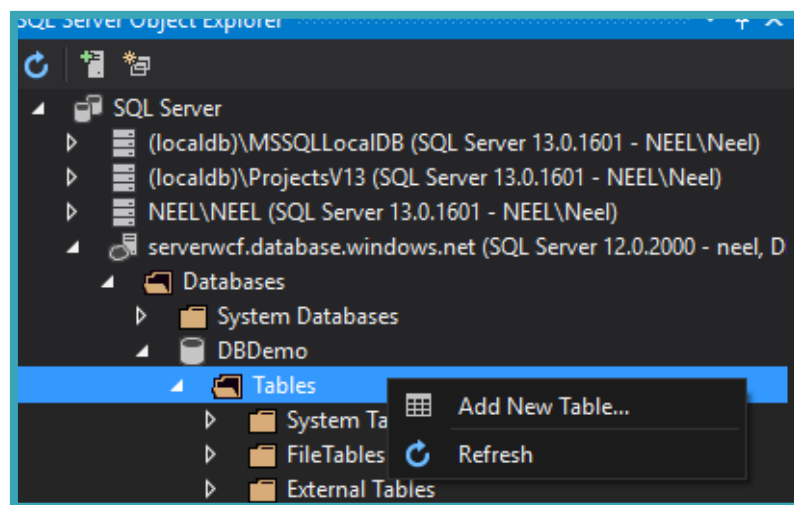 SQL Server Object Explorer
SQL Server
(localdb)\MSSQLLocalDB (SQL Server 13.0.1601 - NEEL\Neel)
(localdb)\ProjectsV13 (SQL Server 13.0.1601 - NEEL\Neel)
NEEL\NEEL (SQL Server 13.0.1601 - NEEL\Neel)
serverwcf.database.windows.net (SQL Server 12.0.2000 - neel, D
Databases
System Databases
DBDemo
Tables
Add New Table...
System Ta
FileTables
Refresh
External Tables